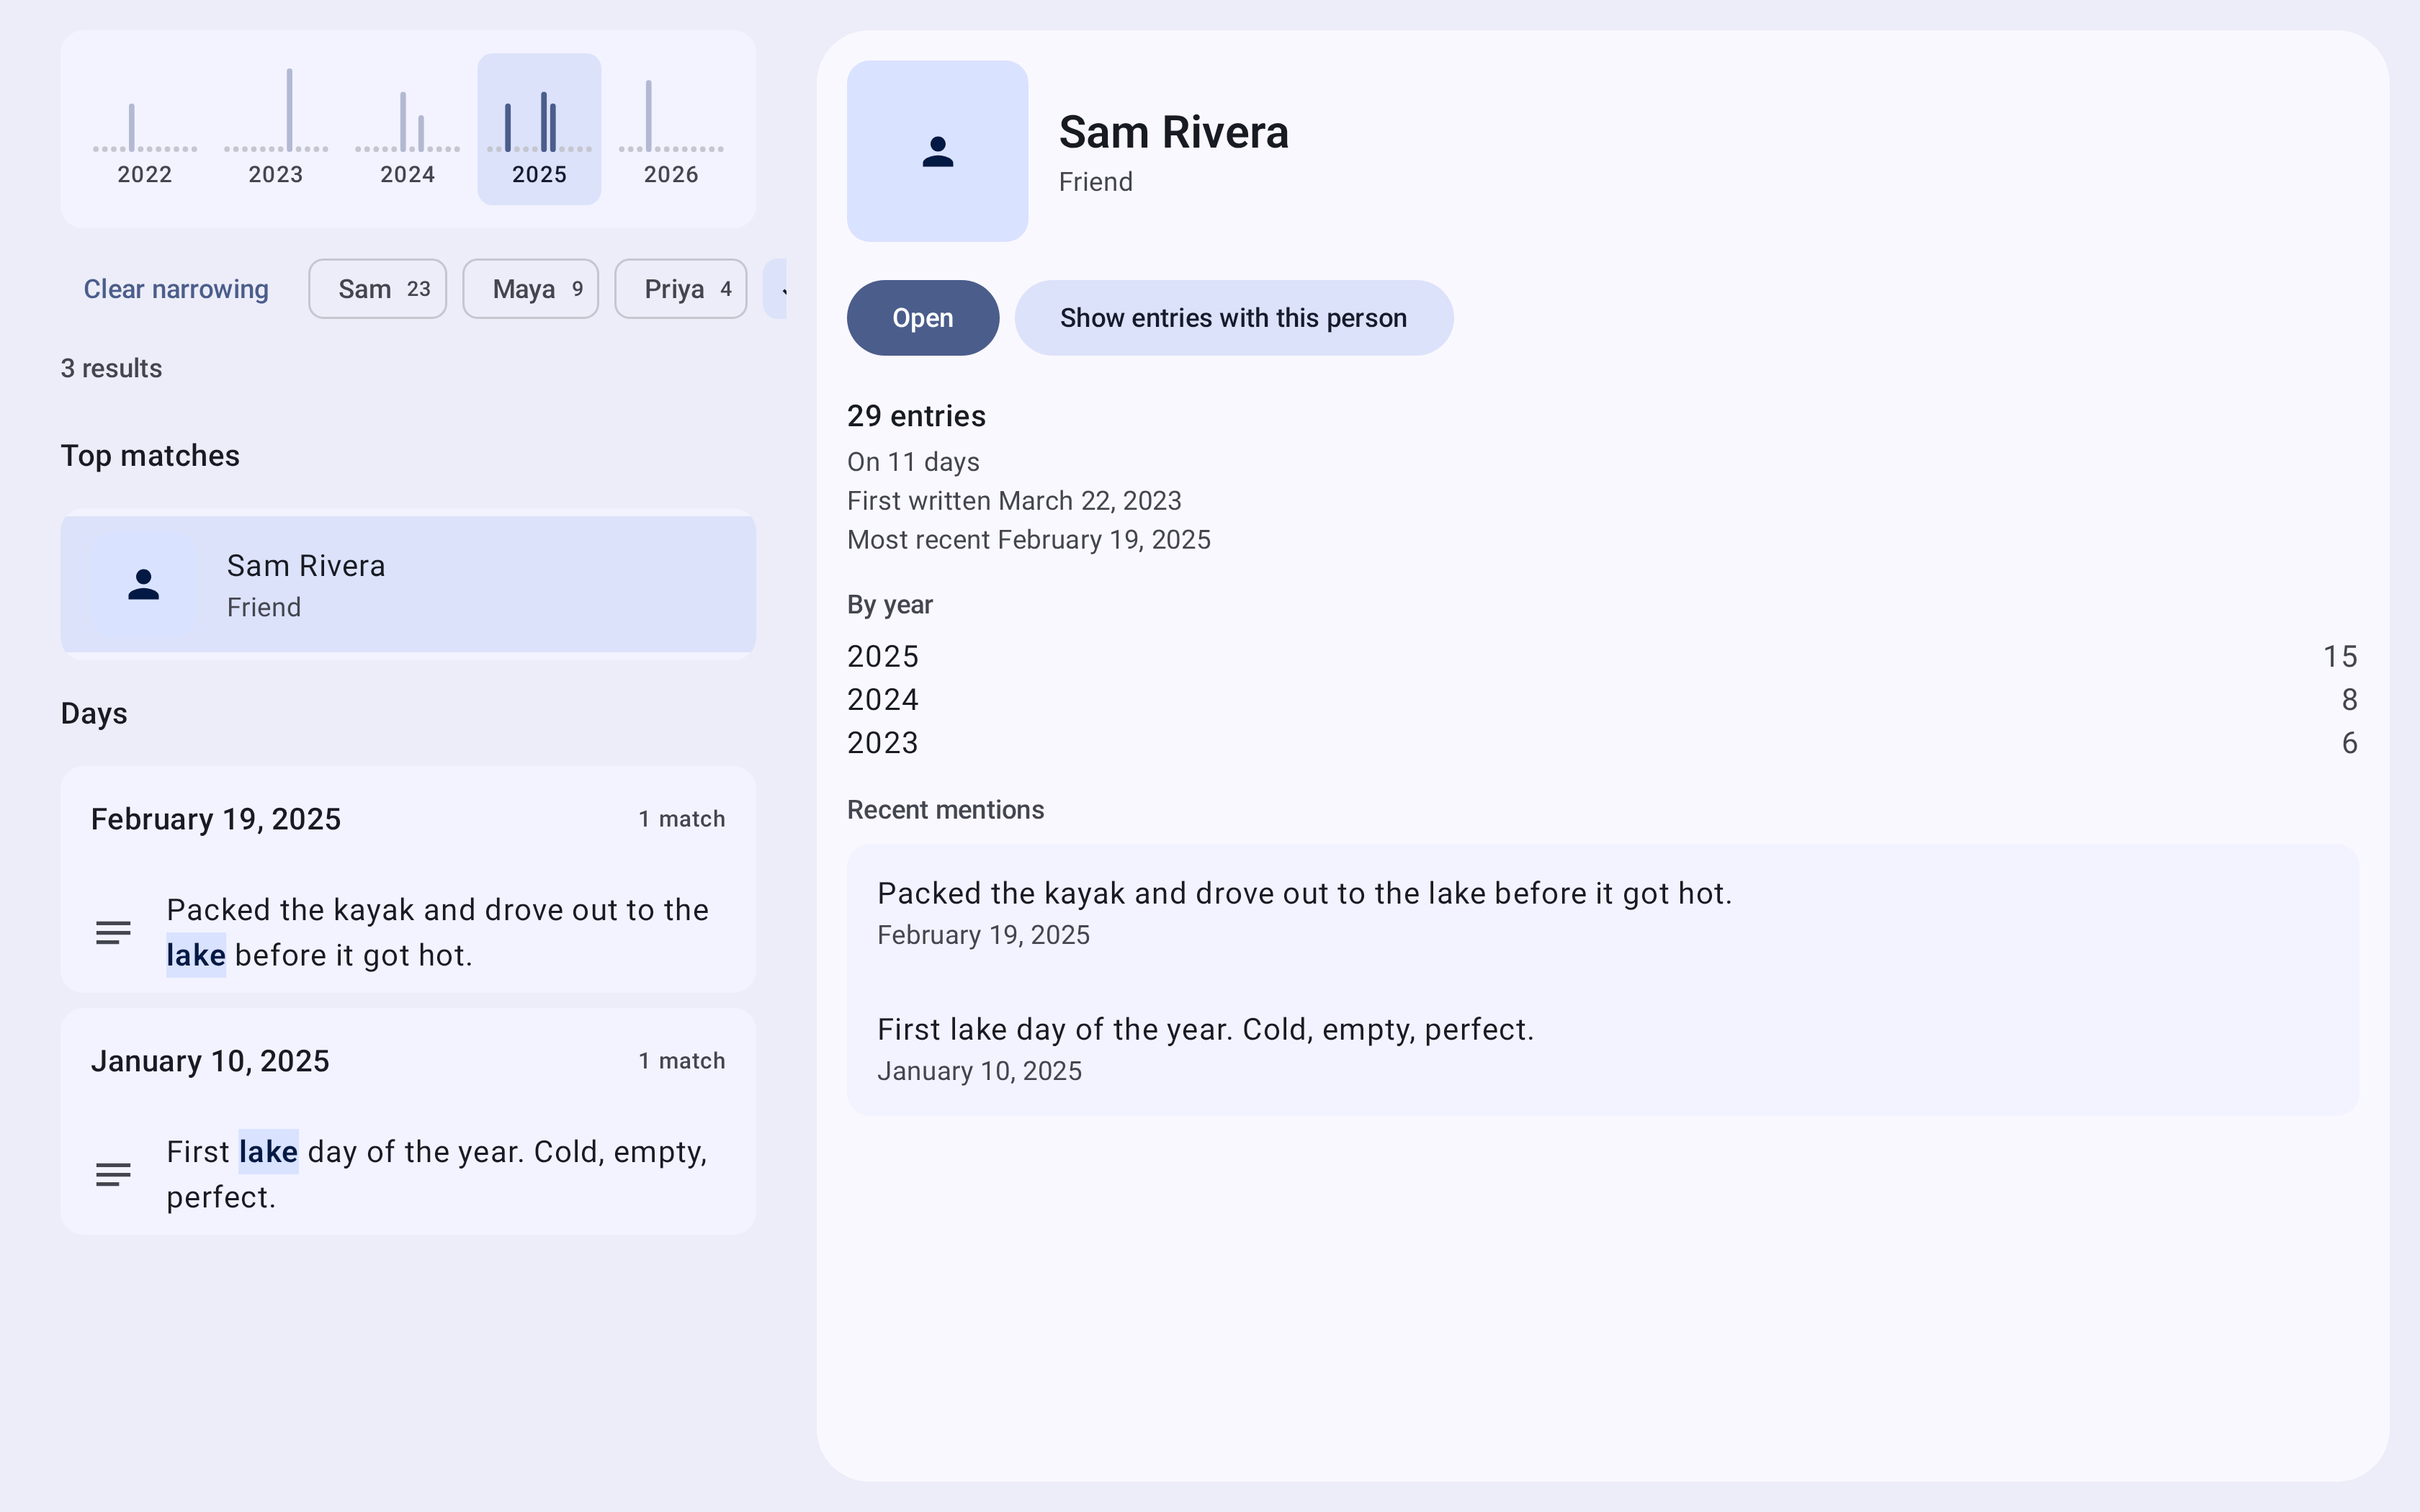 2022
2023
2024
2025
2026
Clear narrowing
Sam 23
Maya 9
Priya 4
3 results
Top matches
Sam Rivera
Friend
Days
February 19, 2025
1 match
Packed the kayak and drove out to the
lake before it got hot.
January 10, 2025
1 match
First lake day of the year. Cold, empty,
perfect.
Sam Rivera
Friend
Open
Show entries with this person
29 entries
On 11 days
First written March 22, 2023
Most recent February 19, 2025
By year
2025 15
2024 8
2023 6
Recent mentions
Packed the kayak and drove out to the lake before it got hot.
February 19, 2025
First lake day of the year. Cold, empty, perfect.
January 10, 2025